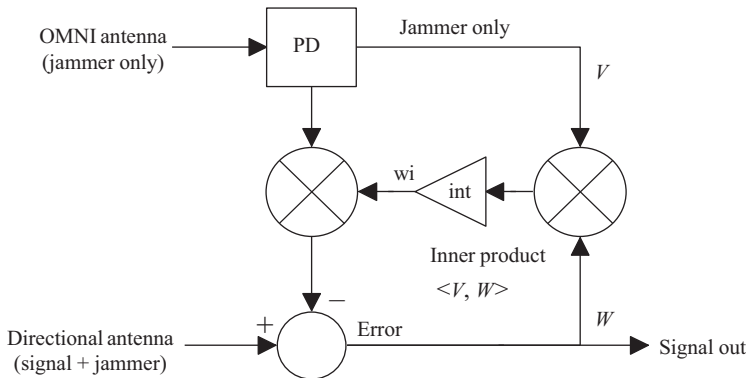 OMNI antenna
(jammer only)
PD
Jammer only
V
wi
int
Inner product
<V, W>
−
+
Directional antenna
(signal + jammer)
Error
W
Signal out